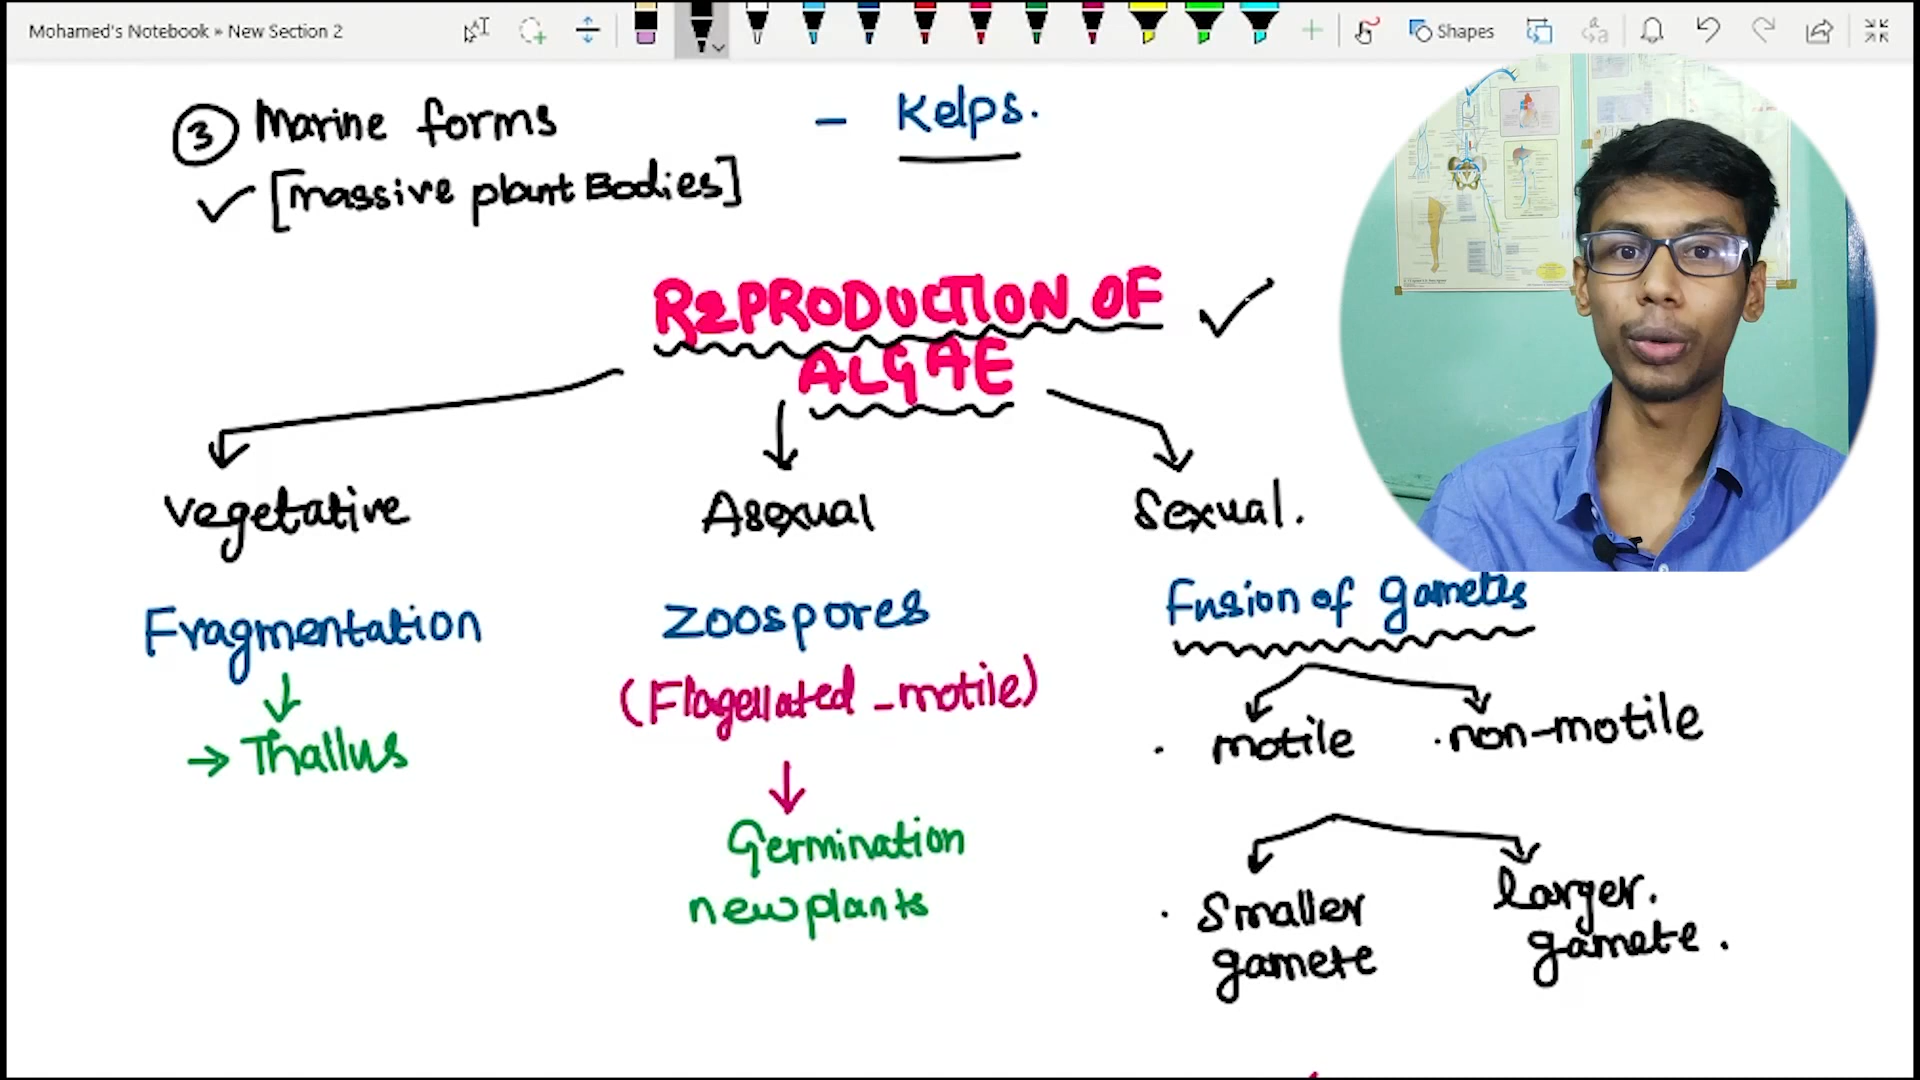 Mohamed's Notebook » New Section 2
Shapes
③ Marine forms - Kelps.
✓ [massive plant Bodies]
REPRODUCTION OF ✓
ALGAE
Vegetative Asexual Sexual.
Fragmentation zoospores Fusion of gametes
(Flagellated - motile)
→ Thallus · motile · non-motile
Germination
new plants
· Smaller larger.
gamete gamete.